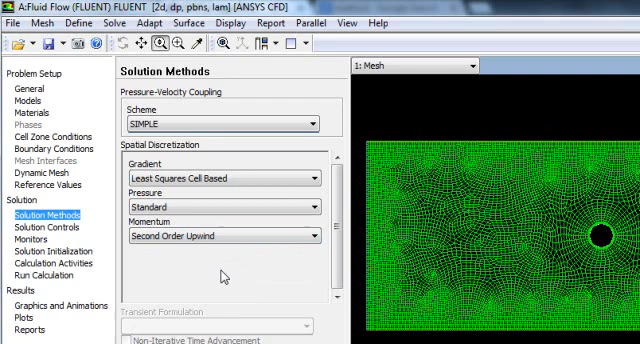 A:Fluid Flow (FLUENT) FLUENT [2d, dp, pbns, lam] [ANSYS CFD]
File Mesh Define Solve Adapt Surface Display Report Parallel View Help
Problem Setup
General
Models
Materials
Phases
Cell Zone Conditions
Boundary Conditions
Mesh Interfaces
Dynamic Mesh
Reference Values
Solution
Solution Methods
Solution Controls
Monitors
Solution Initialization
Calculation Activities
Run Calculation
Results
Graphics and Animations
Plots
Reports
Solution Methods
Pressure-Velocity Coupling
Scheme
SIMPLE
Spatial Discretization
Gradient
Least Squares Cell Based
Pressure
Standard
Momentum
Second Order Upwind
Transient Formulation
Non-Iterative Time Advancement
1: Mesh